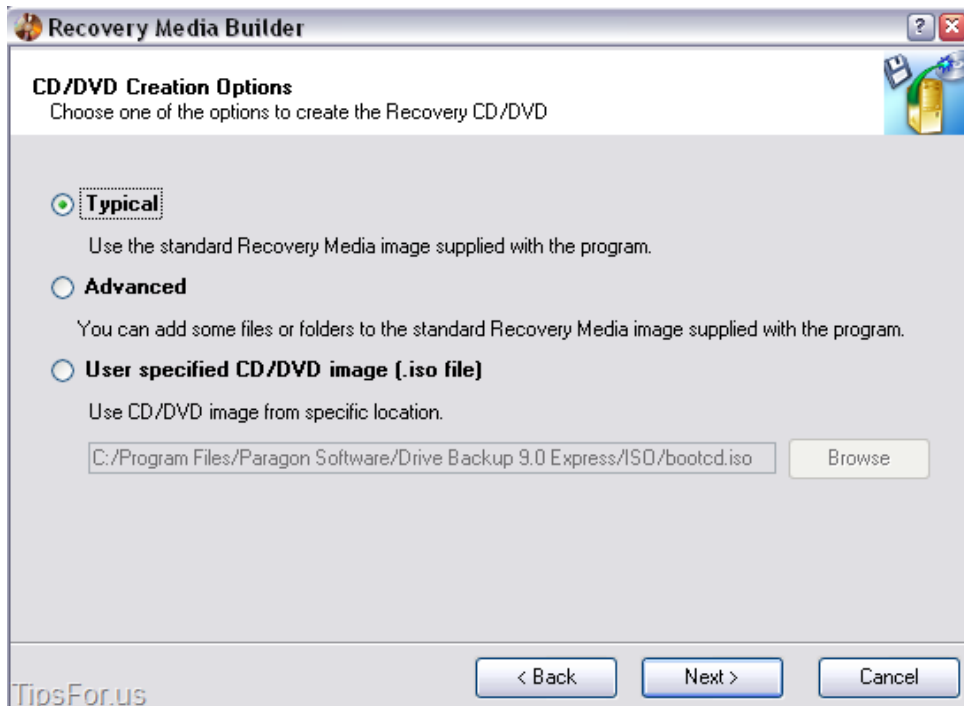 Recovery Media Builder
CD/DVD Creation Options
Choose one of the options to create the Recovery CD/DVD
Typical
Use the standard Recovery Media image supplied with the program.
Advanced
You can add some files or folders to the standard Recovery Media image supplied with the program.
User specified CD/DVD image (.iso file)
Use CD/DVD image from specific location.
C:/Program Files/Paragon Software/Drive Backup 9.0 Express/ISO/bootcd.iso
Browse
< Back
Next >
Cancel
TipsFor.us